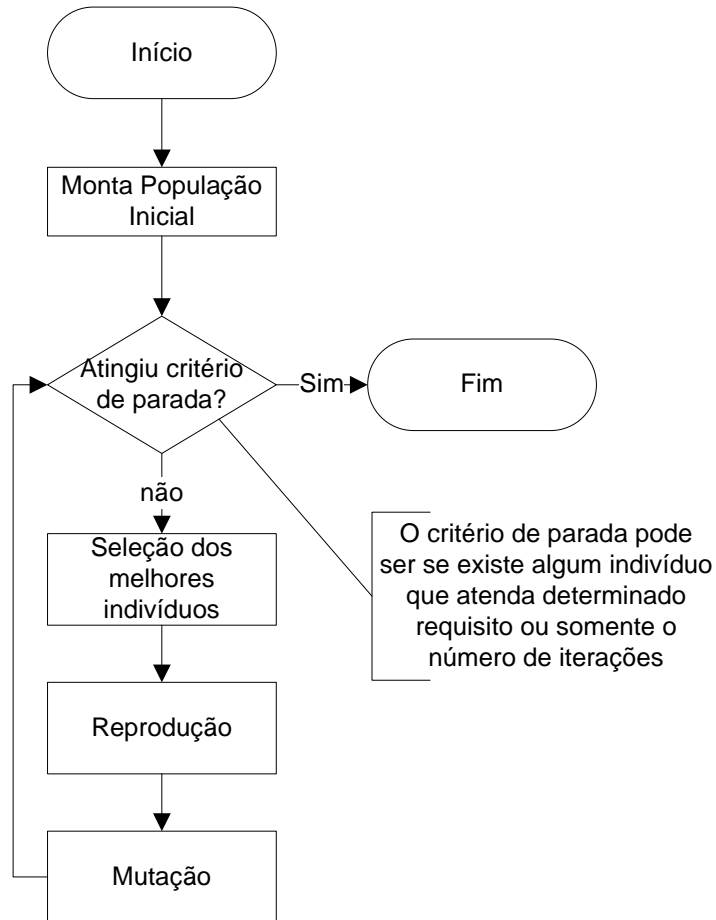 Início
Monta População
Inicial
Atingiu critério
de parada?
Sim
Fim
não
Seleção dos
melhores
indivíduos
O critério de parada pode
ser se existe algum indivíduo
que atenda determinado
requisito ou somente o
número de iterações
Reprodução
Mutação